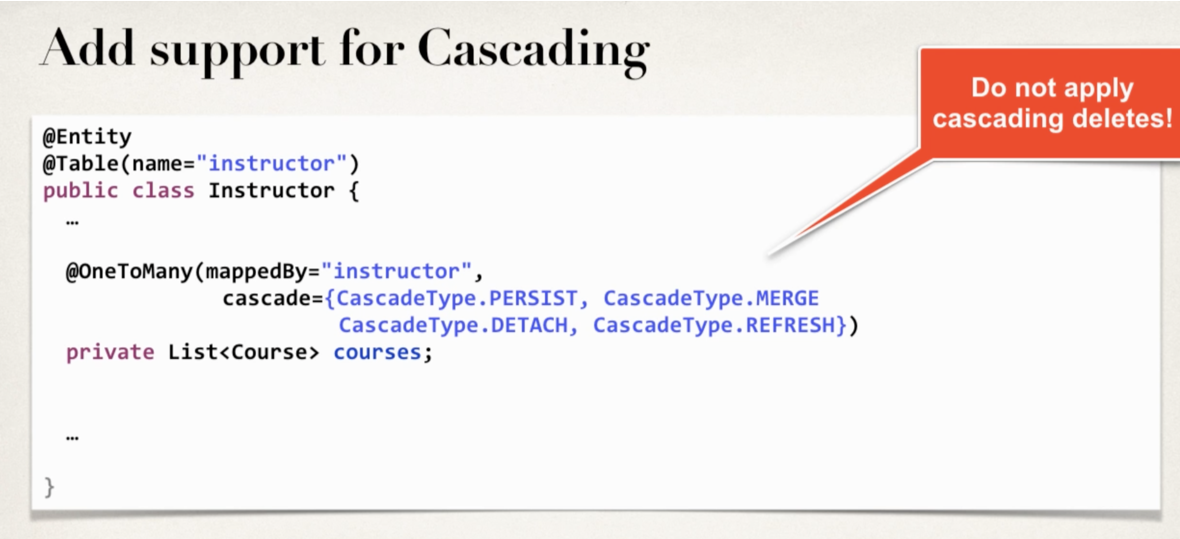 Add support for Cascading
Do not apply
cascading deletes!
@Entity
@Table(name="instructor")
public class Instructor {
…
@OneToMany(mappedBy="instructor",
cascade={CascadeType.PERSIST, CascadeType.MERGE
CascadeType.DETACH, CascadeType.REFRESH})
private List<Course> courses;
…
}